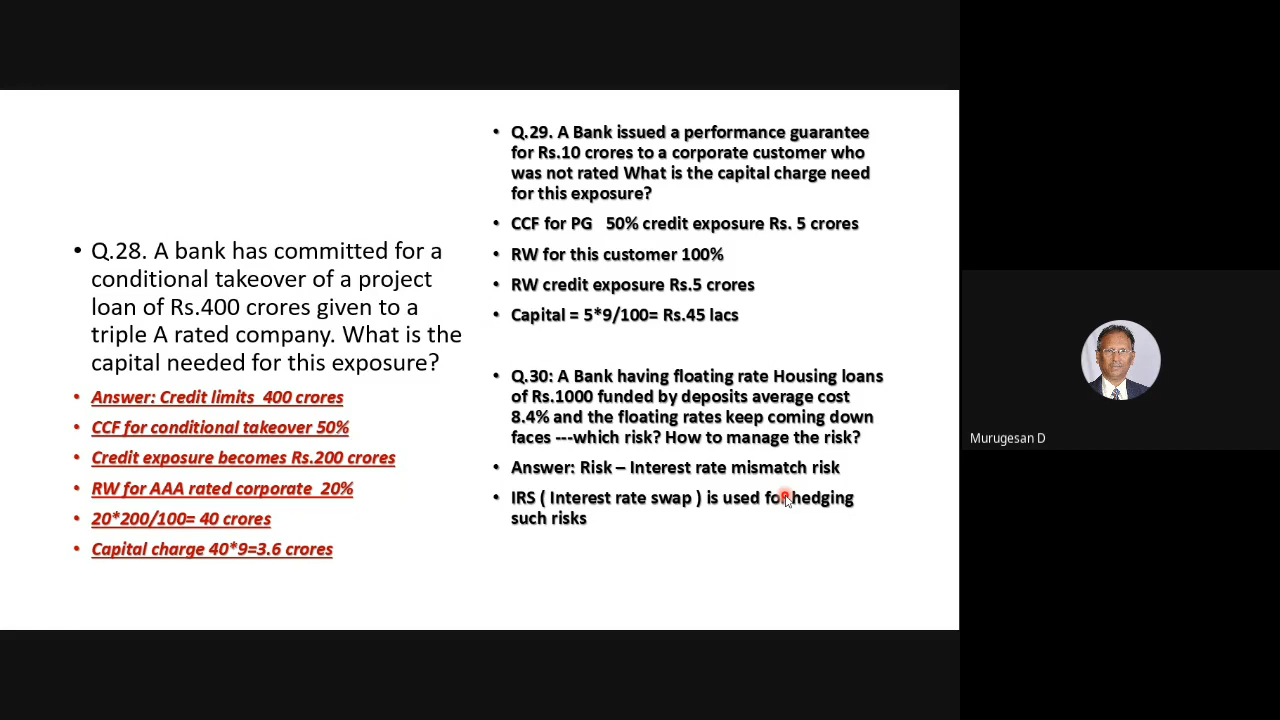 • Q.28. A bank has committed for a
conditional takeover of a project
loan of Rs.400 crores given to a
triple A rated company. What is the
capital needed for this exposure?
• Answer: Credit limits 400 crores
• CCF for conditional takeover 50%
• Credit exposure becomes Rs.200 crores
• RW for AAA rated corporate 20%
• 20*200/100= 40 crores
• Capital charge 40*9=3.6 crores
• Q.29. A Bank issued a performance guarantee
for Rs.10 crores to a corporate customer who
was not rated What is the capital charge need
for this exposure?
• CCF for PG 50% credit exposure Rs. 5 crores
• RW for this customer 100%
• RW credit exposure Rs.5 crores
• Capital = 5*9/100= Rs.45 lacs
• Q.30: A Bank having floating rate Housing loans
of Rs.1000 funded by deposits average cost
8.4% and the floating rates keep coming down
faces ---which risk? How to manage the risk?
• Answer: Risk – Interest rate mismatch risk
• IRS ( Interest rate swap ) is used for hedging
such risks
Murugesan D